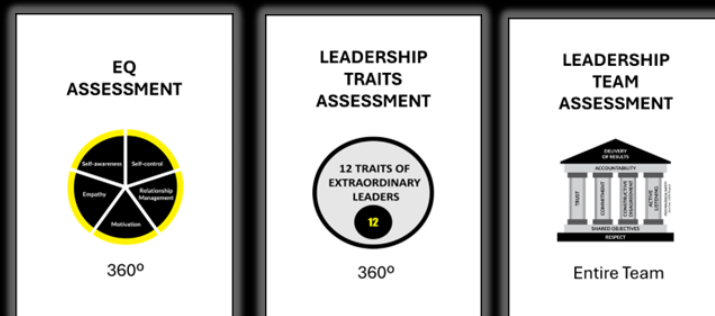 EQ
ASSESSMENT
Self-awareness
Self-control
Empathy
Relationship
Management
Motivation
360º
LEADERSHIP
TRAITS
ASSESSMENT
12 TRAITS OF
EXTRAORDINARY
LEADERS
12
360º
LEADERSHIP
TEAM
ASSESSMENT
DELIVERY
OF RESULTS
ACCOUNTABILITY
TRUST
COMMITMENT
CONSTRUCTIVE
DISAGREEMENT
ACTIVE
LISTENING
SHARED OBJECTIVES
RESPECT
Entire Team